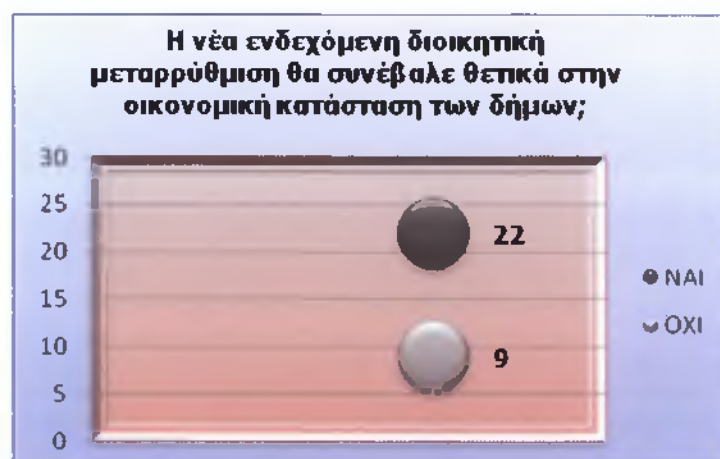 Η νέα ενδεχόμενη διοικητική
μεταρρύθμιση θα συνέβαλε θετικά στην
οικονομική κατάσταση των δήμων;
30
25
20
15
10
5
0
22
9
ΝΑΙ
ΌΧΙ